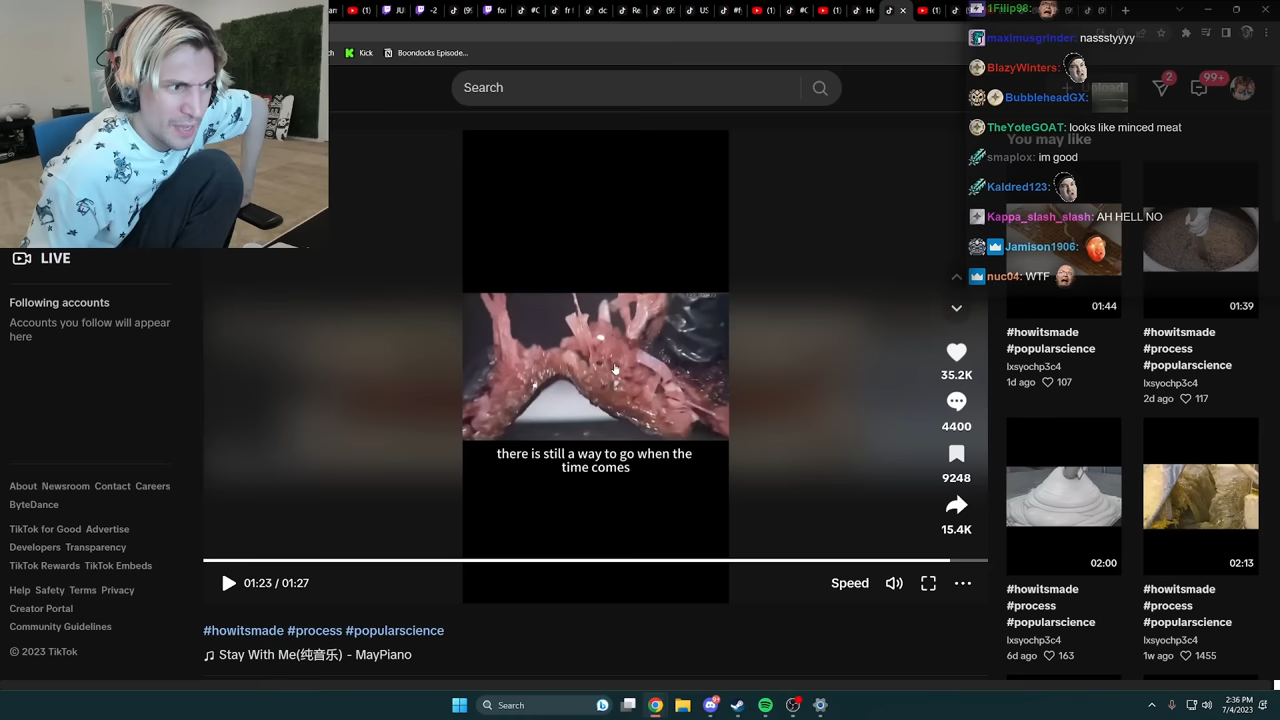 Kick
Boondocks Episode...
Search
Upload
2
99+
1Filip98:
maximusgrinder: nassstyyyy
BlazyWinters:
BubbleheadGX:
TheYoteGOAT: looks like minced meat
You may like
smaplox: im good
Kaldred123:
Kappa_slash_slash: AH HELL NO
Jamison1906:
nuc04: WTF
LIVE
Following accounts
Accounts you follow will appear
here
01:44
01:39
#howitsmade
#popularscience
lxsyochp3c4
1d ago 107
#howitsmade
#process
#popularscience
lxsyochp3c4
2d ago 117
35.2K
4400
9248
15.4K
there is still a way to go when the
time comes
About Newsroom Contact Careers
ByteDance
TikTok for Good Advertise
Developers Transparency
TikTok Rewards TikTok Embeds
Help Safety Terms Privacy
Creator Portal
Community Guidelines
© 2023 TikTok
01:23 / 01:27
Speed
02:00
02:13
#howitsmade
#process
#popularscience
lxsyochp3c4
6d ago 163
#howitsmade
#process
#popularscience
lxsyochp3c4
1w ago 1455
#howitsmade #process #popularscience
Stay With Me(纯音乐) - MayPiano
Search
2:36 PM
7/4/2023